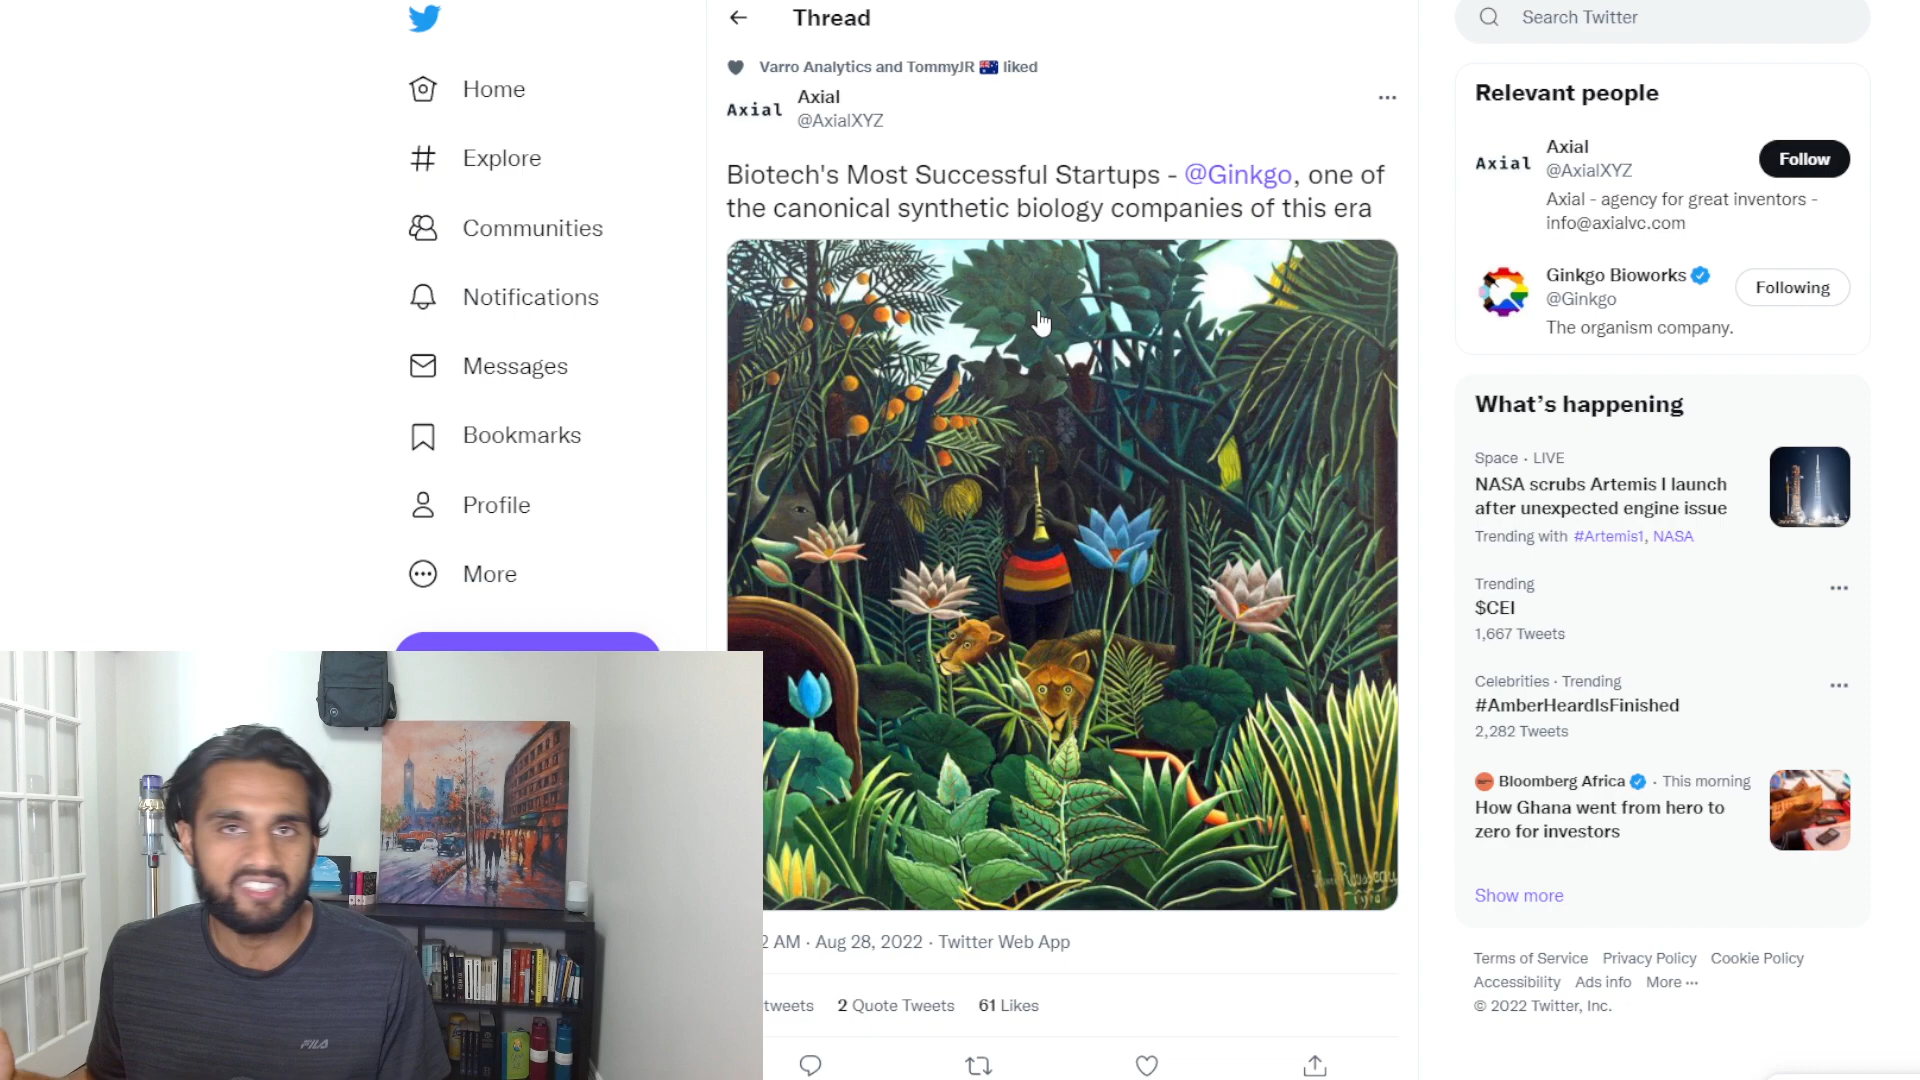 Thread
Search Twitter
Varro Analytics and TommyJR liked
Axial
Axial
@AxialXYZ
Biotech's Most Successful Startups - @Ginkgo, one of
the canonical synthetic biology companies of this era
Home
Explore
Communities
Notifications
Messages
Bookmarks
Profile
More
Relevant people
Axial
Axial
@AxialXYZ
Follow
Axial - agency for great inventors -
info@axialvc.com
Ginkgo Bioworks
@Ginkgo
Following
The organism company.
What's happening
Space · LIVE
NASA scrubs Artemis I launch
after unexpected engine issue
Trending with #Artemis1, NASA
Trending
$CEI
1,667 Tweets
Celebrities · Trending
#AmberHeardIsFinished
2,282 Tweets
Bloomberg Africa · This morning
How Ghana went from hero to
zero for investors
Show more
Terms of Service Privacy Policy Cookie Policy
Accessibility Ads info More ···
© 2022 Twitter, Inc.
2 AM · Aug 28, 2022 · Twitter Web App
tweets 2 Quote Tweets 61 Likes
FILA